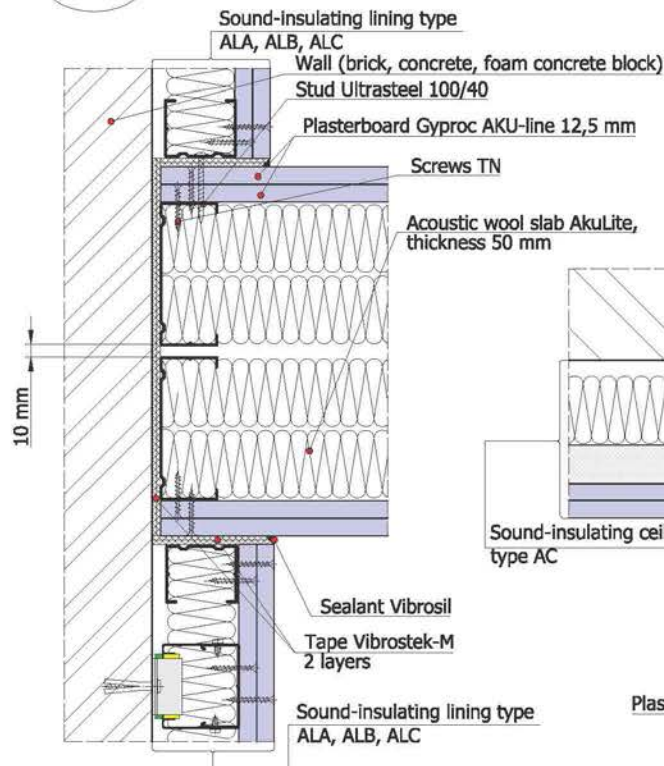 Sound-insulating lining type
ALA, ALB, ALC
Wall (brick, concrete, foam concrete block)
Stud Ultrasteel 100/40
Plasterboard Gyproc AKU-line 12,5 mm
Screws TN
Acoustic wool slab AkuLite,
thickness 50 mm
10 mm
Sound-insulating cei
type AC
Sealant Vibrosil
Tape Vibrostek-M
2 layers
Plas
Sound-insulating lining type
ALA, ALB, ALC